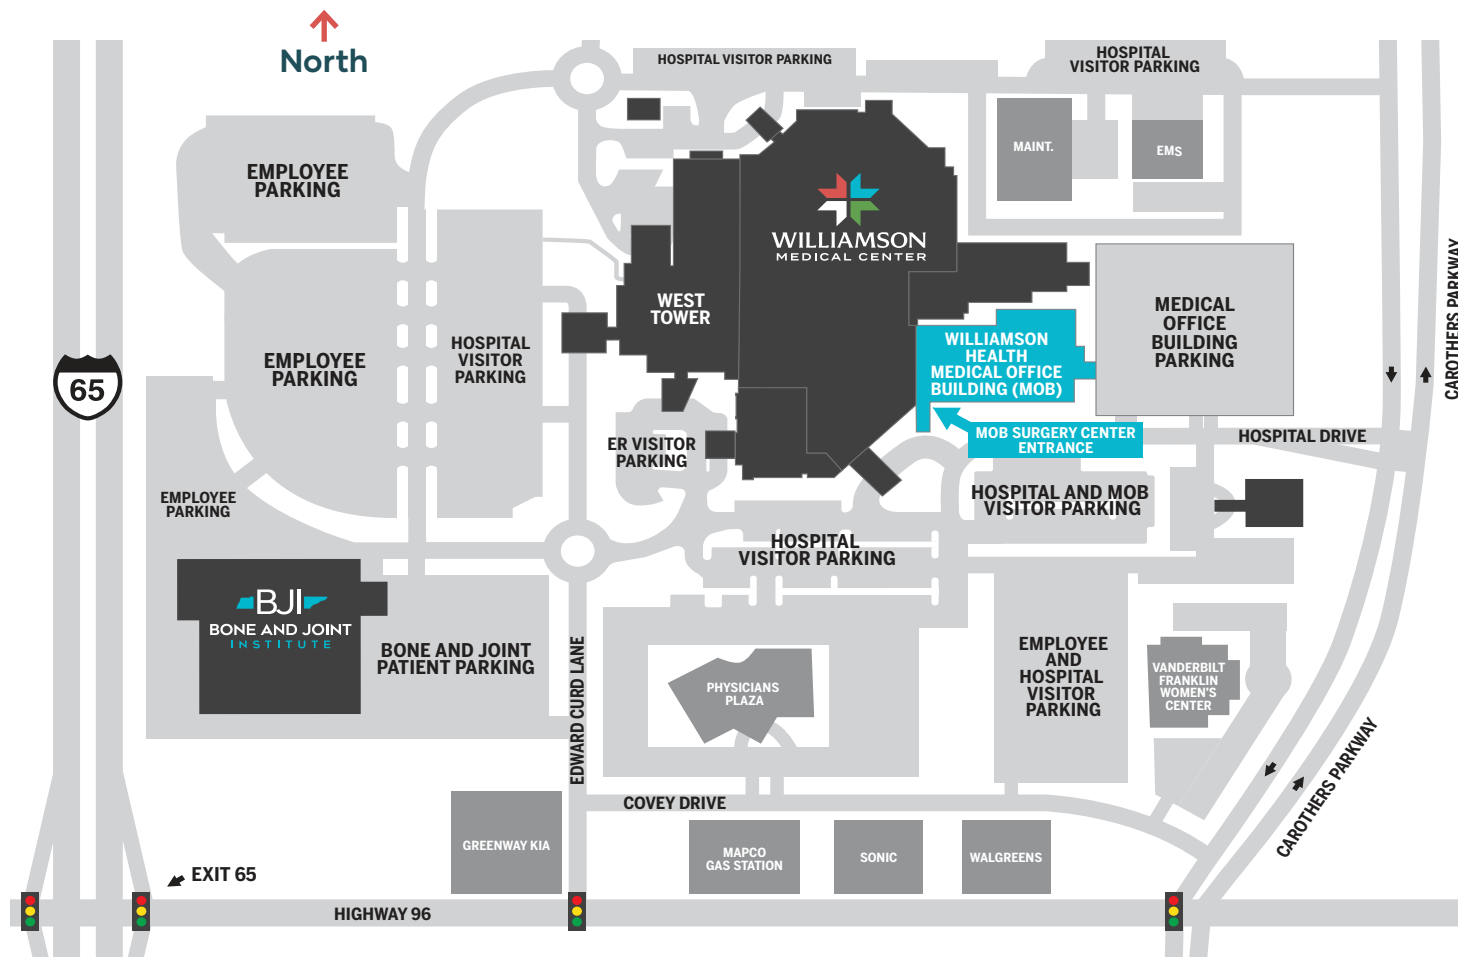 North
HOSPITAL VISITOR PARKING
HOSPITAL
VISITOR PARKING
MAINT.
EMS
EMPLOYEE
PARKING
WILLIAMSON
MEDICAL CENTER
WEST
TOWER
MEDICAL
OFFICE
BUILDING
PARKING
CAROTHERS PARKWAY
HOSPITAL
VISITOR
PARKING
EMPLOYEE
PARKING
65
WILLIAMSON
HEALTH
MEDICAL OFFICE
BUILDING (MOB)
MOB SURGERY CENTER
ENTRANCE
HOSPITAL DRIVE
ER VISITOR
PARKING
EMPLOYEE
PARKING
HOSPITAL AND MOB
VISITOR PARKING
HOSPITAL
VISITOR PARKING
BJI
BONE AND JOINT
INSTITUTE
BONE AND JOINT
PATIENT PARKING
EDWARD CURD LANE
PHYSICIANS
PLAZA
EMPLOYEE
AND
HOSPITAL
VISITOR
PARKING
VANDERBILT
FRANKLIN
WOMEN'S
CENTER
CAROTHERS PARKWAY
COVEY DRIVE
GREENWAY KIA
MAPCO
GAS STATION
SONIC
WALGREENS
EXIT 65
HIGHWAY 96